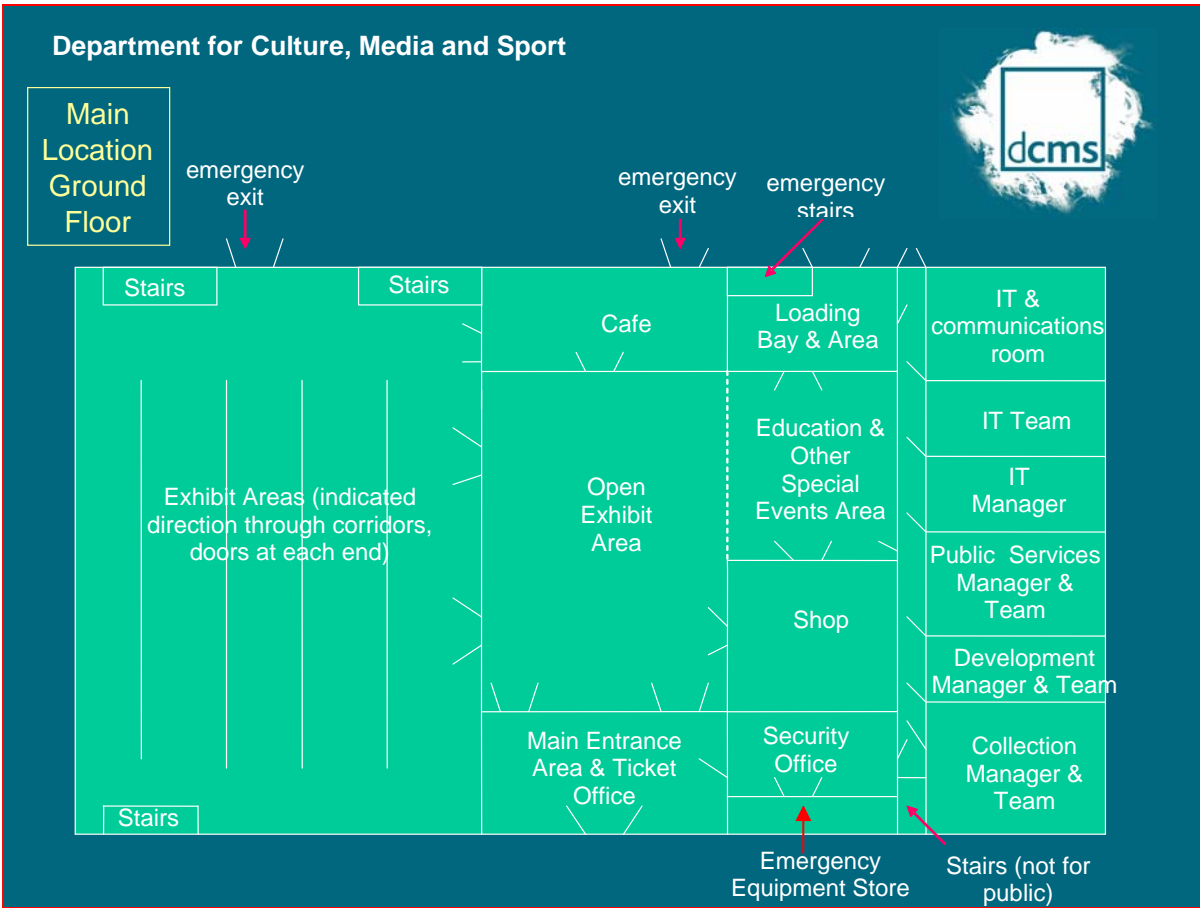 Department for Culture, Media and Sport
dcms
Main
Location
Ground
Floor
emergency
exit
emergency
exit
emergency
stairs
Stairs
Stairs
Cafe
Loading
Bay & Area
IT &
communications
room
IT Team
Education &
Other
Special
Events Area
IT
Manager
Exhibit Areas (indicated
direction through corridors,
doors at each end)
Open
Exhibit
Area
Public Services
Manager &
Team
Shop
Development
Manager & Team
Main Entrance
Area & Ticket
Office
Security
Office
Collection
Manager &
Team
Stairs
Emergency
Equipment Store
Stairs (not for
public)